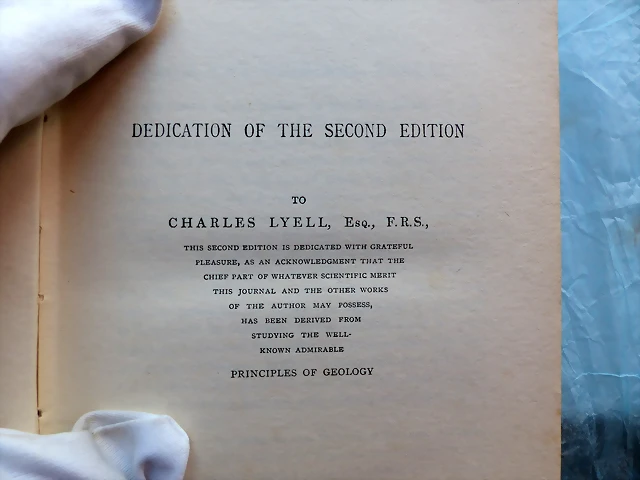 DEDICATION OF THE SECOND EDITION
TO
CHARLES LYELL, Esq., F.R.S.,
THIS SECOND EDITION IS DEDICATED WITH GRATEFUL
PLEASURE, AS AN ACKNOWLEDGMENT THAT THE
CHIEF PART OF WHATEVER SCIENTIFIC MERIT
THIS JOURNAL AND THE OTHER WORKS
OF THE AUTHOR MAY POSSESS,
HAS BEEN DERIVED FROM
STUDYING THE WELL-
KNOWN ADMIRABLE
PRINCIPLES OF GEOLOGY